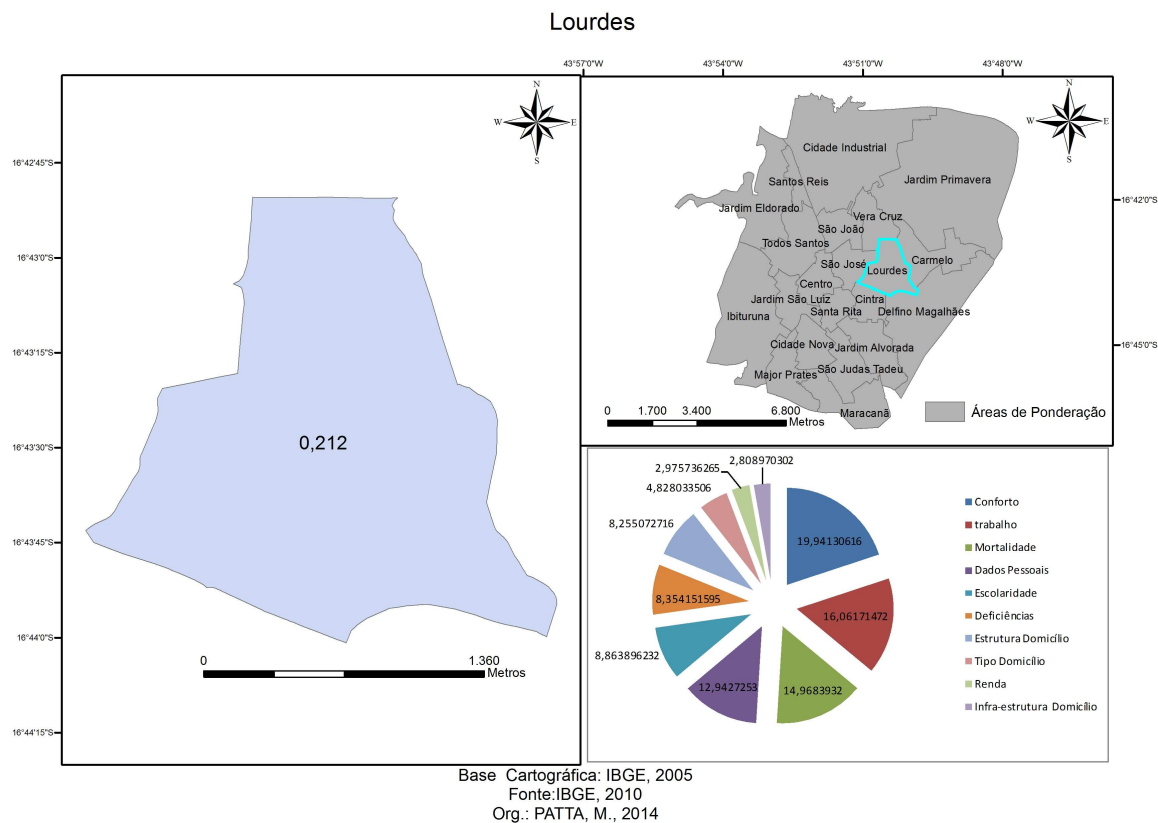 Lourdes
N
W E
S
16°42'45"S
16°43'0"S
16°43'15"S
16°43'30"S
16°43'45"S
16°44'0"S
16°44'15"S
0,212
0 1.360
Metros
43°57'0"W 43°54'0"W 43°51'0"W 43°48'0"W
N
W E
S
16°42'0"S
16°45'0"S
Cidade Industrial
Santos Reis
Jardim Primavera
Jardim Eldorado
Vera Cruz
São João
Todos Santos
São José
Carmelo
Lourdes
Centro
Jardim São Luiz
Cintra
Ibituruna
Santa Rita
Delfino Magalhães
Cidade Nova
Jardim Alvorada
Major Prates
São Judas Tadeu
Maracanã
0 1.700 3.400 6.800
Metros
Áreas de Ponderação
2,808970302
2,975736265
4,828033506
8,255072716
8,354151595
8,863896232
12,9427253
14,9683932
16,06171472
19,94130616
Conforto
trabalho
Mortalidade
Dados Pessoais
Escolaridade
Deficiências
Estrutura Domicílio
Tipo Domicílio
Renda
Infra-estrutura Domicílio
Base Cartográfica: IBGE, 2005
Fonte:IBGE, 2010
Org.: PATTA, M., 2014